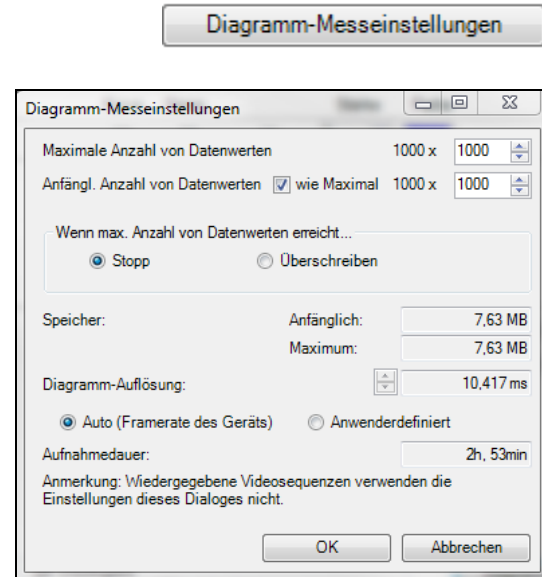 Diagramm-Messeinstellungen
Diagramm-Messeinstellungen
Maximale Anzahl von Datenwerten 1000 x 1000
Anfängl. Anzahl von Datenwerten wie Maximal 1000 x 1000
Wenn max. Anzahl von Datenwerten erreicht...
Stopp Überschreiben
Speicher: Anfänglich: 7,63 MB
Maximum: 7,63 MB
Diagramm-Auflösung: 10,417 ms
Auto (Framerate des Geräts) Anwenderdefiniert
Aufnahmedauer: 2h, 53min
Anmerkung: Wiedergegebene Videosequenzen verwenden die
Einstellungen dieses Dialoges nicht.
OK Abbrechen